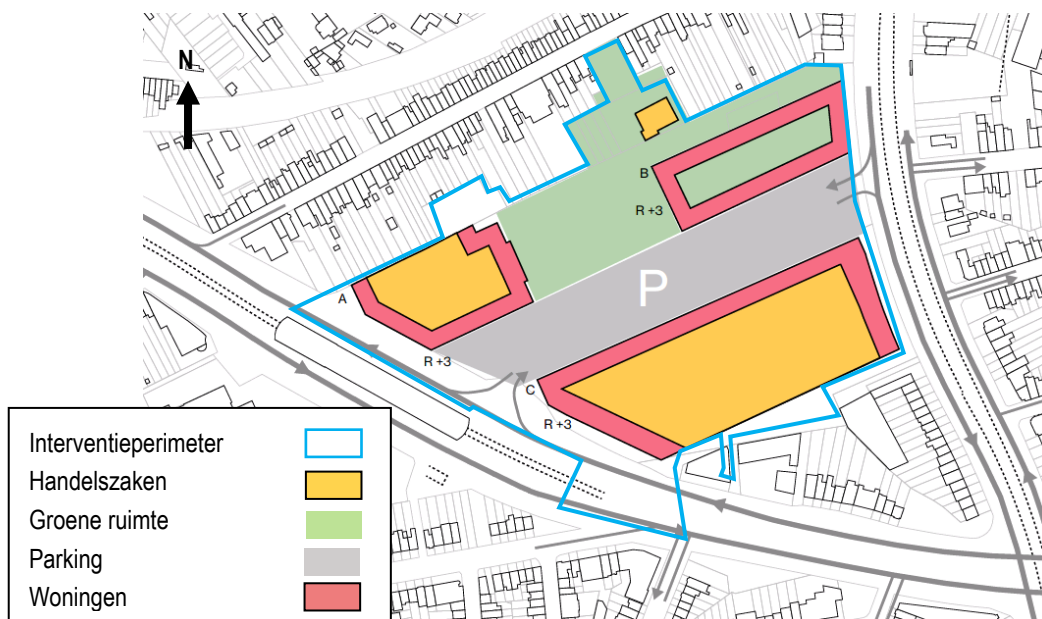 N
B
R +3
P
A
R +3
C
R +3
Interventieperimeter
Handelszaken
Groene ruimte
Parking
Woningen